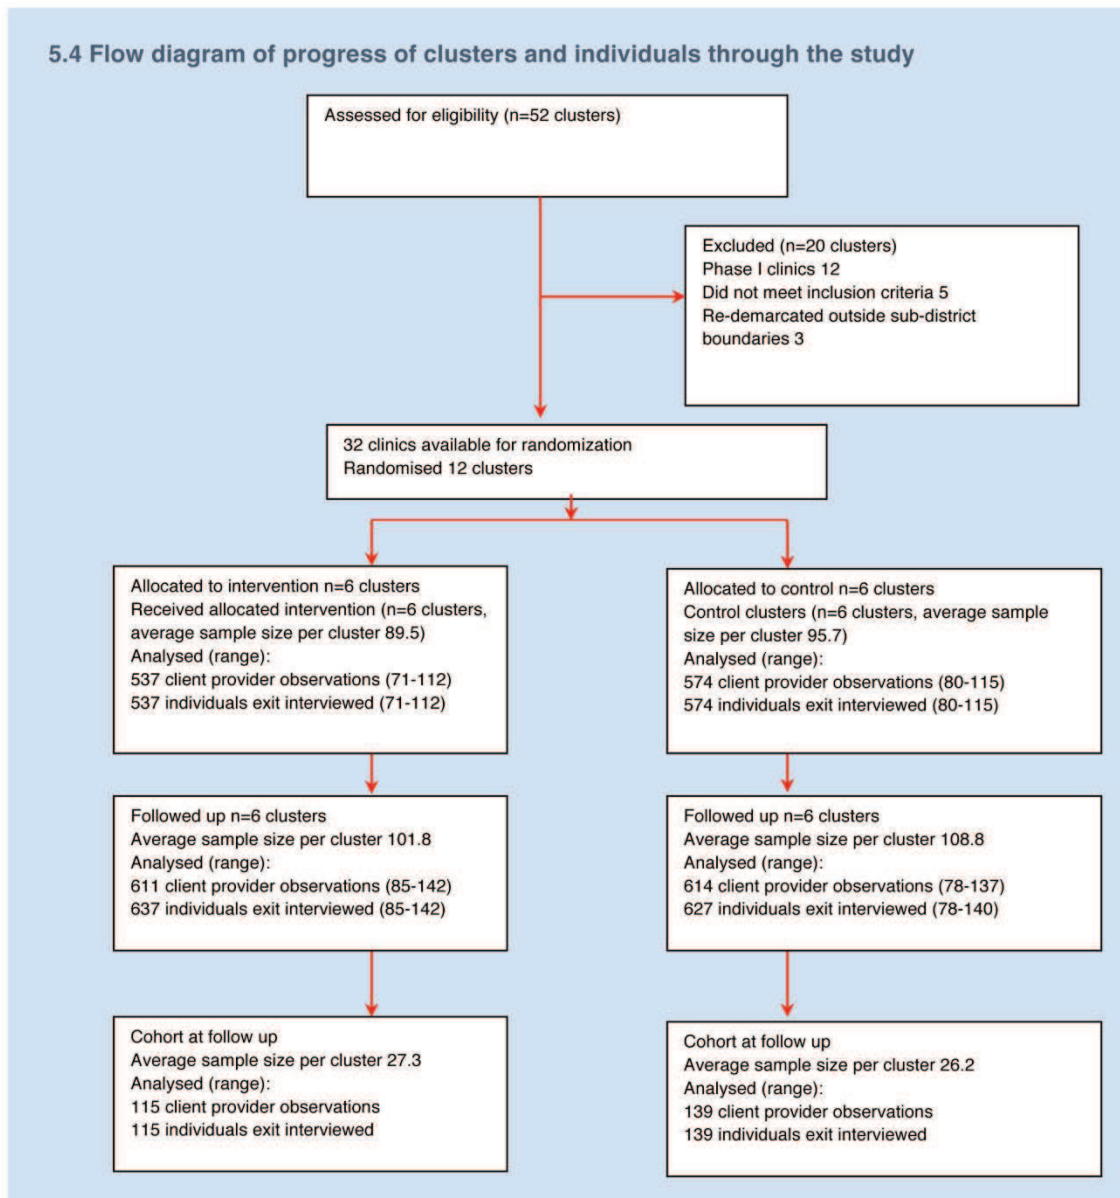 5.4 Flow diagram of progress of clusters and individuals through the study
Assessed for eligibility (n=52 clusters)
Excluded (n=20 clusters)
Phase I clinics 12
Did not meet inclusion criteria 5
Re-demarcated outside sub-district
boundaries 3
32 clinics available for randomization
Randomised 12 clusters
Allocated to intervention n=6 clusters
Received allocated intervention (n=6 clusters,
average sample size per cluster 89.5)
Analysed (range):
537 client provider observations (71-112)
537 individuals exit interviewed (71-112)
Allocated to control n=6 clusters
Control clusters (n=6 clusters, average sample
size per cluster 95.7)
Analysed (range):
574 client provider observations (80-115)
574 individuals exit interviewed (80-115)
Followed up n=6 clusters
Average sample size per cluster 101.8
Analysed (range):
611 client provider observations (85-142)
637 individuals exit interviewed (85-142)
Followed up n=6 clusters
Average sample size per cluster 108.8
Analysed (range):
614 client provider observations (78-137)
627 individuals exit interviewed (78-140)
Cohort at follow up
Average sample size per cluster 27.3
Analysed (range):
115 client provider observations
115 individuals exit interviewed
Cohort at follow up
Average sample size per cluster 26.2
Analysed (range):
139 client provider observations
139 individuals exit interviewed